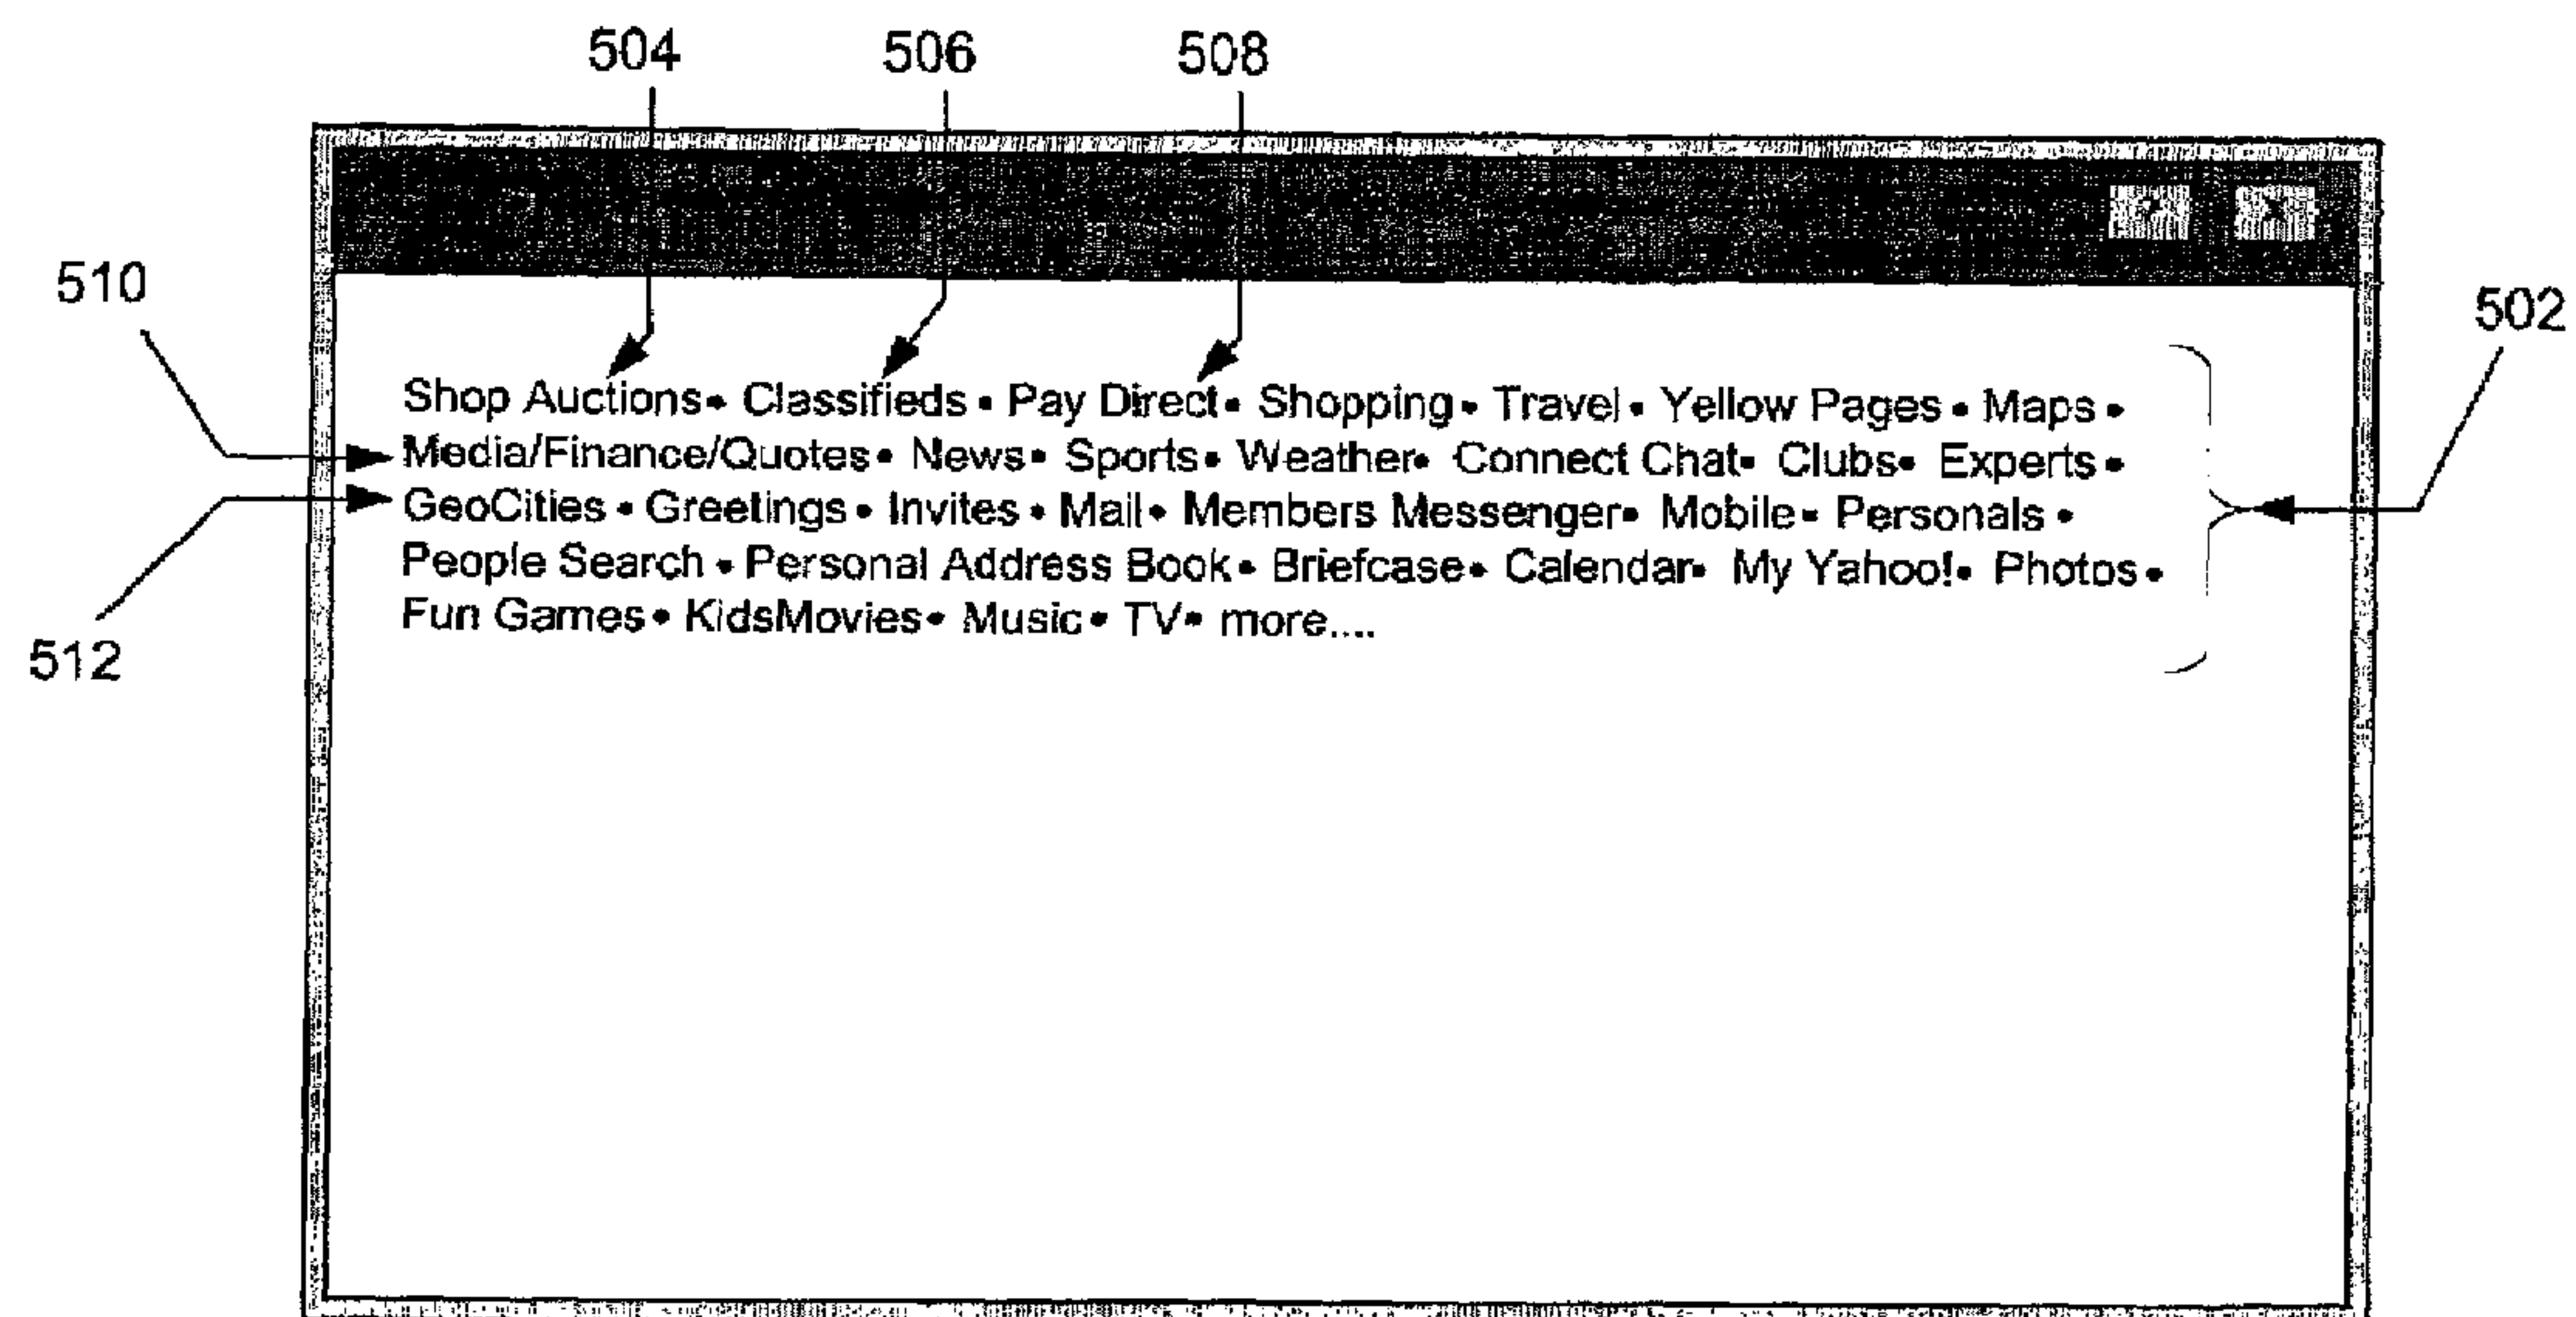 504 506 508
510
502
Shop Auctions• Classifieds • Pay Direct• Shopping• Travel• Yellow Pages • Maps •
Media/Finance/Quotes• News• Sports• Weather• Connect Chat• Clubs• Experts •
GeoCities • Greetings• Invites • Mail• Members Messenger• Mobile• Personals •
People Search • Personal Address Book• Briefcase• Calendar• My Yahoo!• Photos•
Fun Games• KidsMovies• Music• TV• more....
512